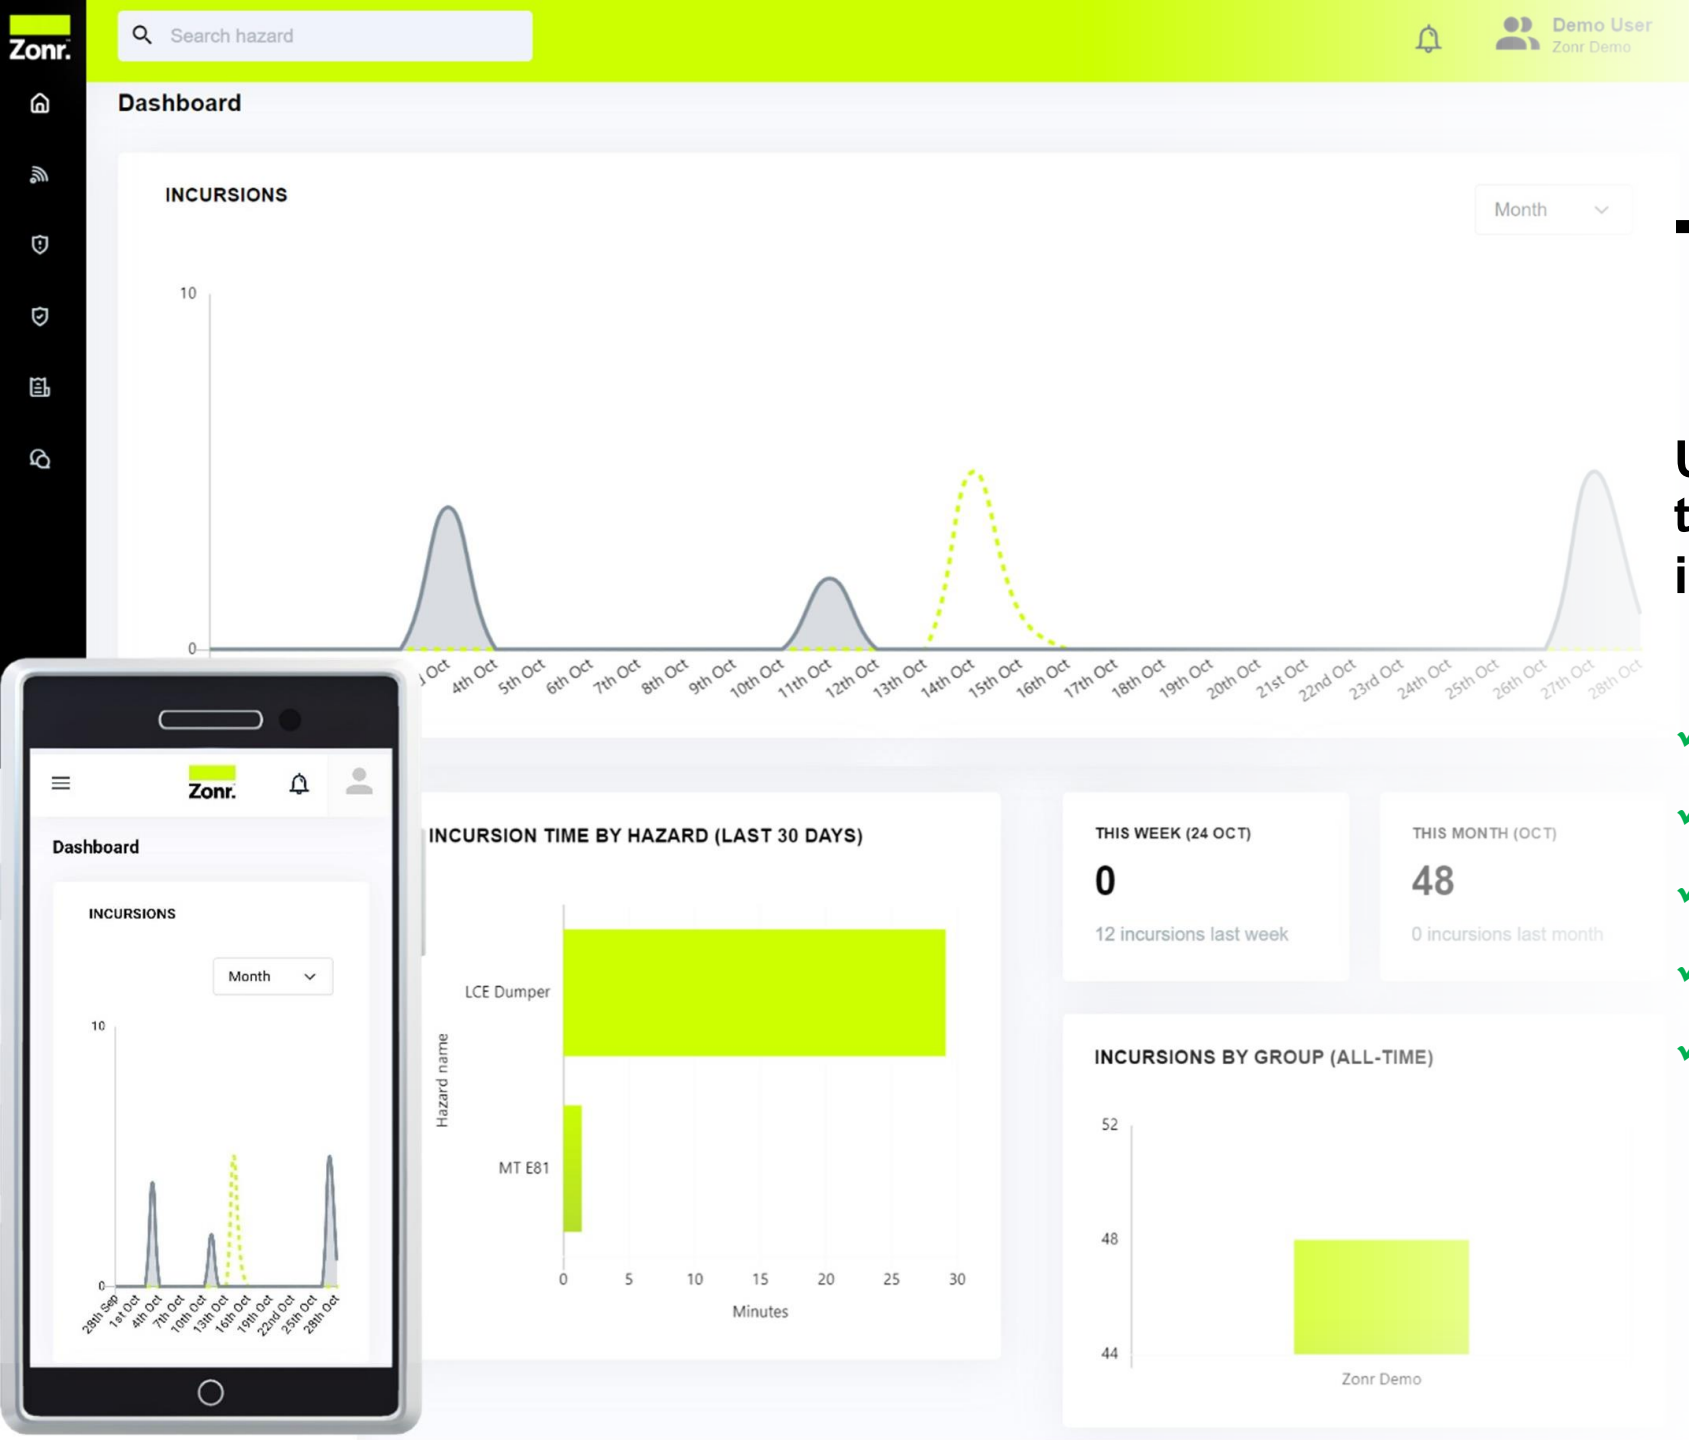 Zonr.
Search hazard
Demo User
Zonr Demo
Dashboard
INCURSIONS
Month
10
0
4th Oct
5th Oct
6th Oct
7th Oct
8th Oct
9th Oct
10th Oct
11th Oct
12th Oct
13th Oct
14th Oct
15th Oct
16th Oct
17th Oct
18th Oct
19th Oct
20th Oct
21st Oct
22nd Oct
23rd Oct
24th Oct
25th Oct
26th Oct
27th Oct
28th Oct
Zonr.
Dashboard
INCURSIONS
Month
10
0
28th Sep
1st Oct
4th Oct
7th Oct
10th Oct
13th Oct
16th Oct
19th Oct
22nd Oct
25th Oct
28th Oct
INCURSION TIME BY HAZARD (LAST 30 DAYS)
Hazard name
LCE Dumper
MT E81
0 5 10 15 20 25 30
Minutes
THIS WEEK (24 OCT)
0
12 incursions last week
THIS MONTH (OCT)
48
0 incursions last month
INCURSIONS BY GROUP (ALL-TIME)
52
48
44
Zonr Demo